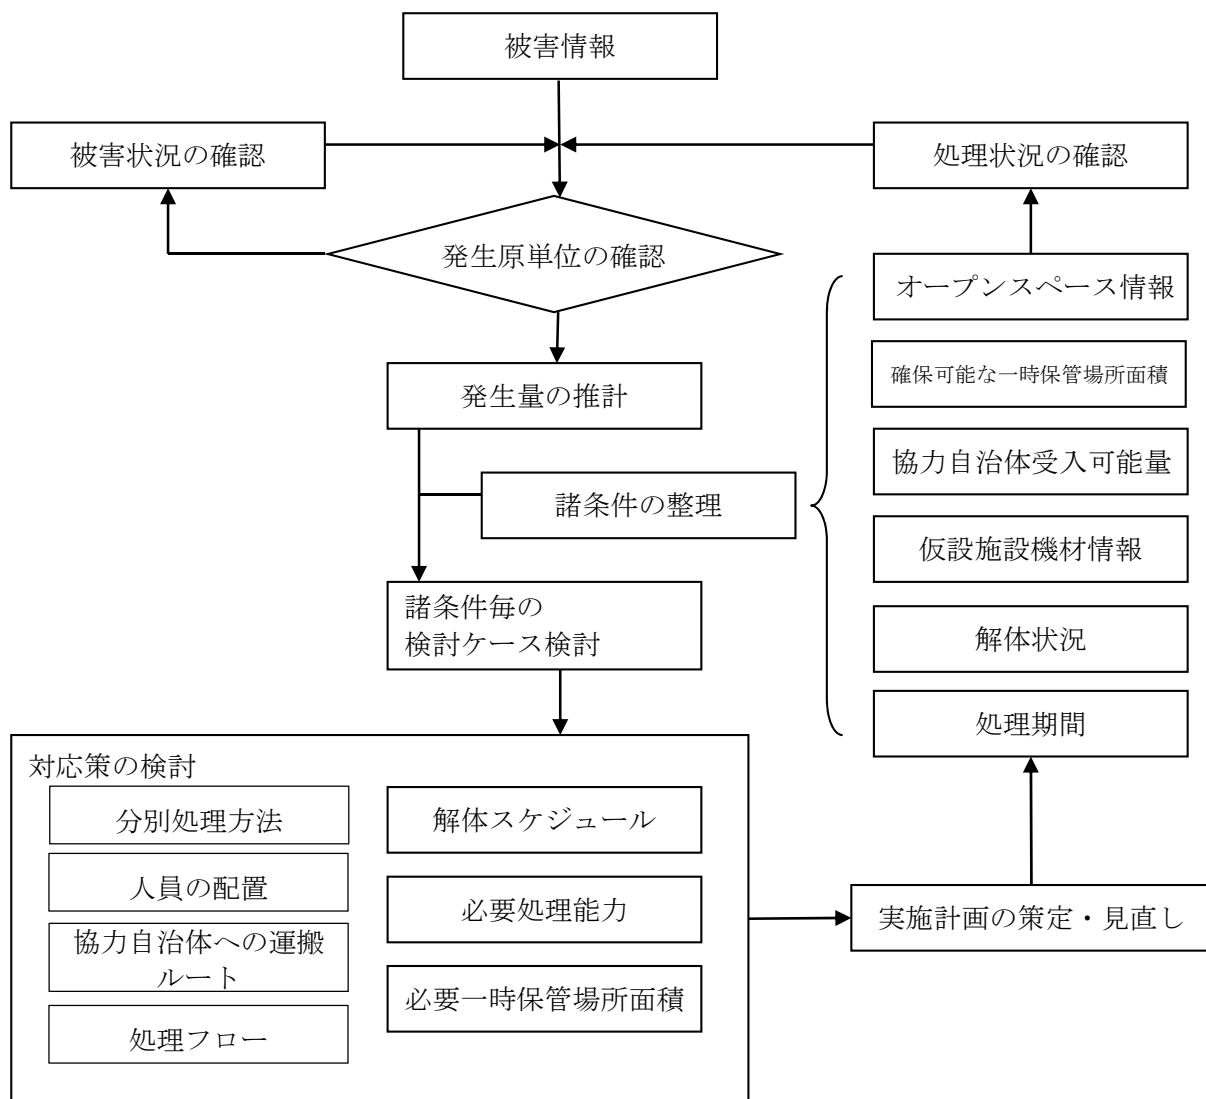 被害情報
被害状況の確認
処理状況の確認
発生原単位の確認
オープンスペース情報
確保可能な一時保管場所面積
発生量の推計
協力自治体受入可能量
諸条件の整理
仮設施設機材情報
諸条件毎の
検討ケース検討
解体状況
処理期間
対応策の検討
分別処理方法
人員の配置
協力自治体への運搬
ルート
処理フロー
解体スケジュール
必要処理能力
必要一時保管場所面積
実施計画の策定・見直し